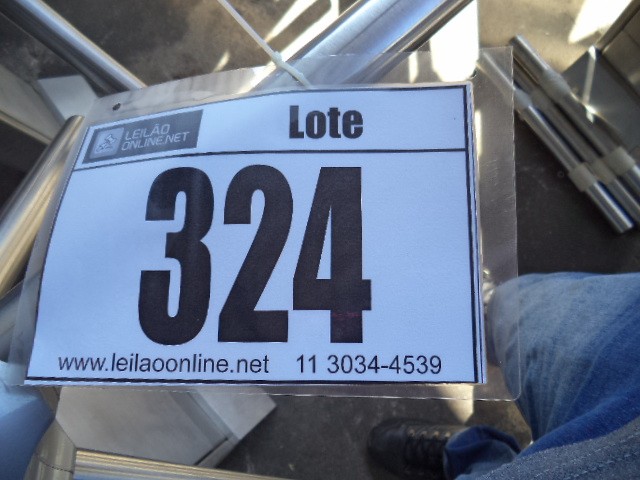 LEILÃO
ONLINE.NET
Lote
324
www.leilaoonline.net 11 3034-4539